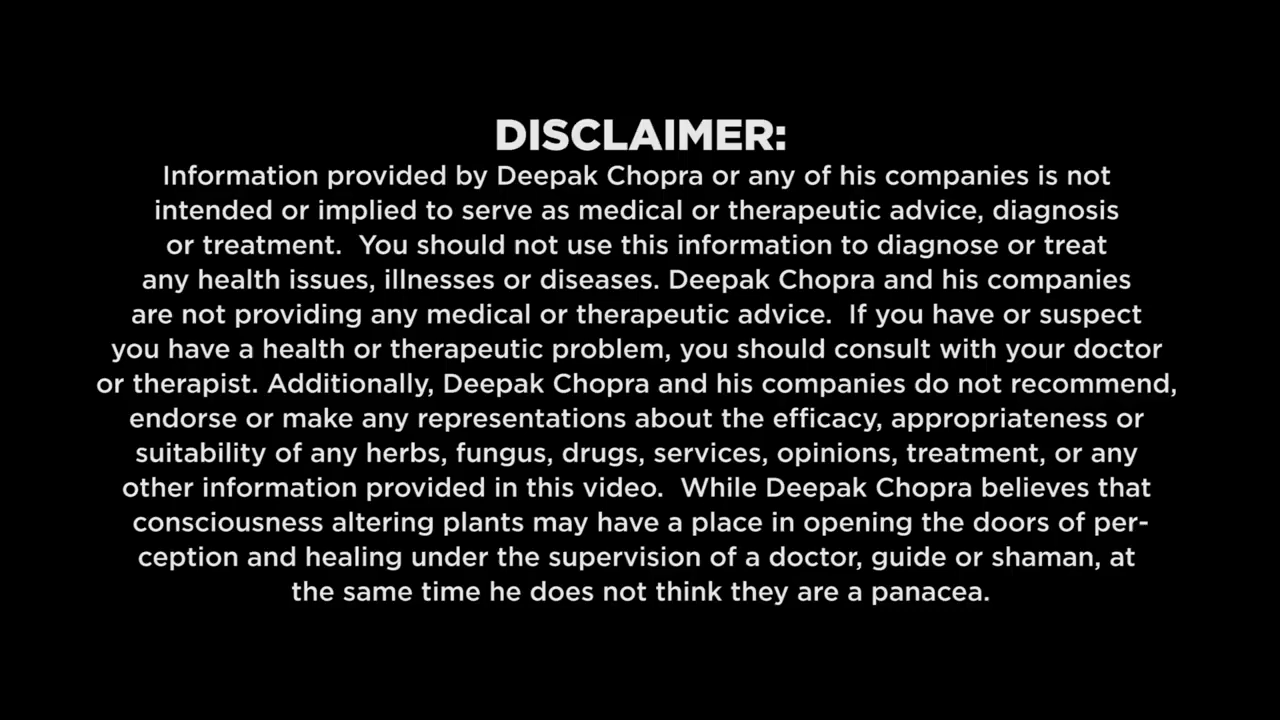 DISCLAIMER:
Information provided by Deepak Chopra or any of his companies is not
intended or implied to serve as medical or therapeutic advice, diagnosis
or treatment.  You should not use this information to diagnose or treat
any health issues, illnesses or diseases. Deepak Chopra and his companies
are not providing any medical or therapeutic advice.  If you have or suspect
you have a health or therapeutic problem, you should consult with your doctor
or therapist. Additionally, Deepak Chopra and his companies do not recommend,
endorse or make any representations about the efficacy, appropriateness or
suitability of any herbs, fungus, drugs, services, opinions, treatment, or any
other information provided in this video.  While Deepak Chopra believes that
consciousness altering plants may have a place in opening the doors of per-
ception and healing under the supervision of a doctor, guide or shaman, at
the same time he does not think they are a panacea.